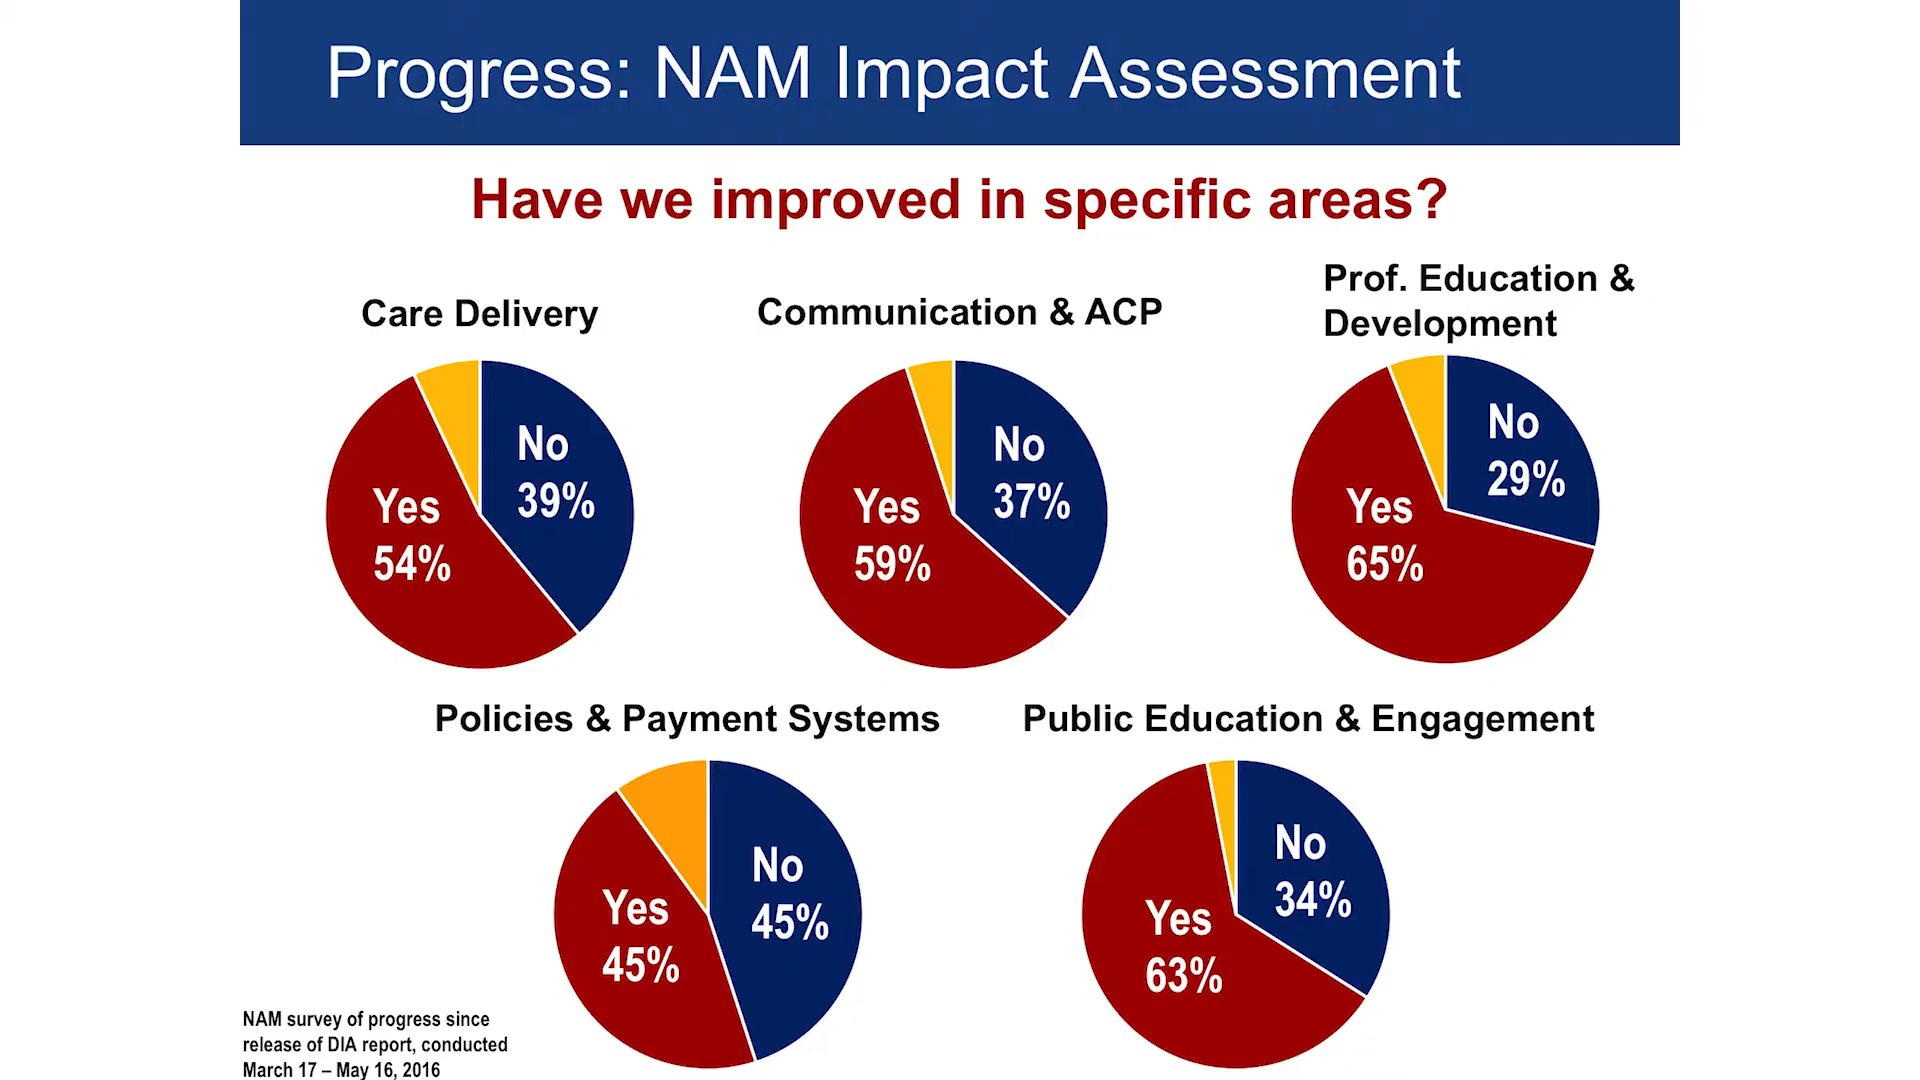 Progress: NAM Impact Assessment
Have we improved in specific areas?
Care Delivery
No
39%
Yes
54%
Communication & ACP
No
37%
Yes
59%
Prof. Education &
Development
No
29%
Yes
65%
Policies & Payment Systems
No
45%
Yes
45%
Public Education & Engagement
No
34%
Yes
63%
NAM survey of progress since
release of DIA report, conducted
March 17 – May 16, 2016